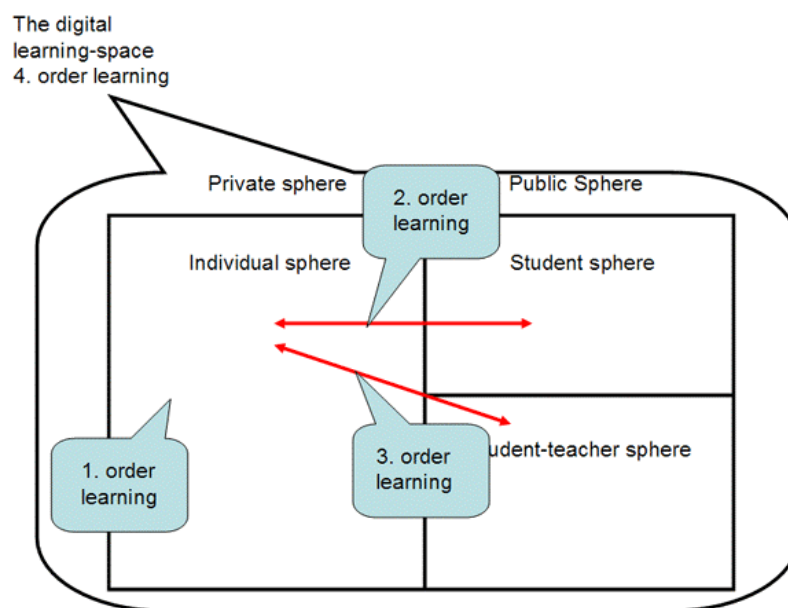 The digital
learning-space
4. order learning
Private sphere
Public Sphere
2. order
learning
Individual sphere
Student sphere
1. order
learning
3. order
learning
udent-teacher sphere